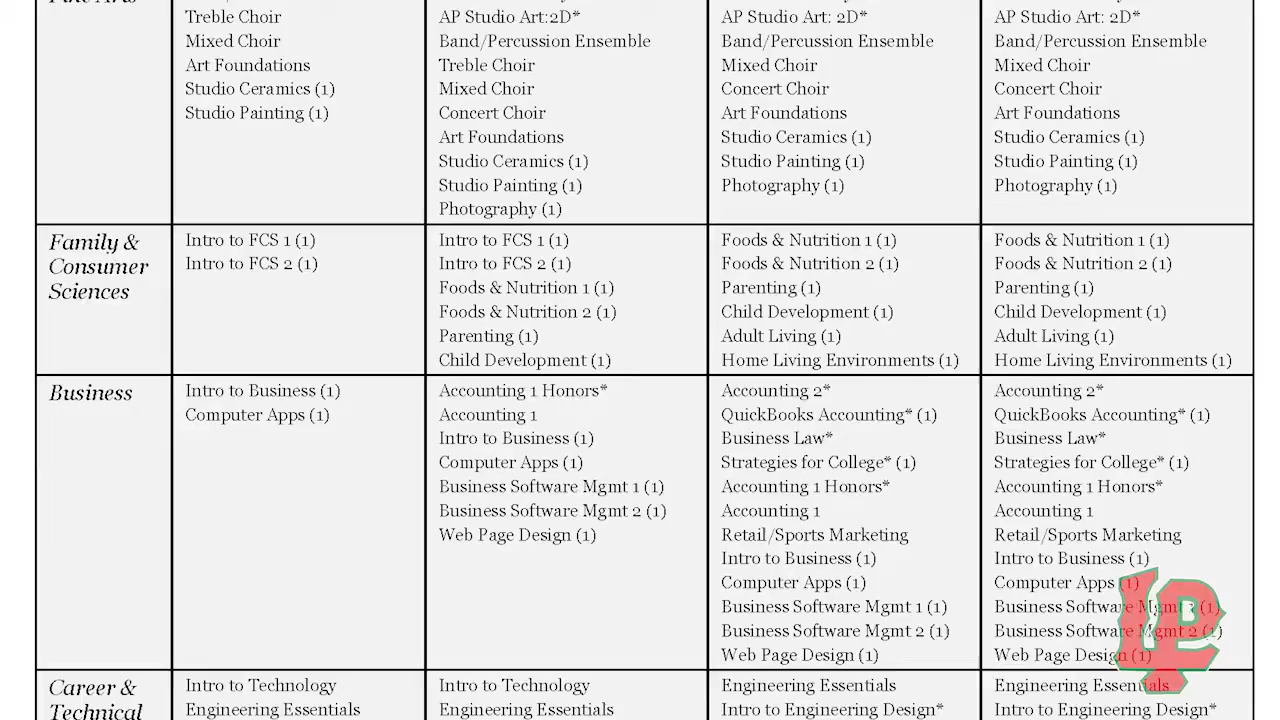 Treble Choir
Mixed Choir
Art Foundations
Studio Ceramics (1)
Studio Painting (1)
AP Studio Art:2D*
Band/Percussion Ensemble
Treble Choir
Mixed Choir
Concert Choir
Art Foundations
Studio Ceramics (1)
Studio Painting (1)
Photography (1)
AP Studio Art: 2D*
Band/Percussion Ensemble
Mixed Choir
Concert Choir
Art Foundations
Studio Ceramics (1)
Studio Painting (1)
Photography (1)
AP Studio Art: 2D*
Band/Percussion Ensemble
Mixed Choir
Concert Choir
Art Foundations
Studio Ceramics (1)
Studio Painting (1)
Photography (1)
Family &
Consumer
Sciences
Intro to FCS 1 (1)
Intro to FCS 2 (1)
Intro to FCS 1 (1)
Intro to FCS 2 (1)
Foods & Nutrition 1 (1)
Foods & Nutrition 2 (1)
Parenting (1)
Child Development (1)
Foods & Nutrition 1 (1)
Foods & Nutrition 2 (1)
Parenting (1)
Child Development (1)
Adult Living (1)
Home Living Environments (1)
Foods & Nutrition 1 (1)
Foods & Nutrition 2 (1)
Parenting (1)
Child Development (1)
Adult Living (1)
Home Living Environments (1)
Business
Intro to Business (1)
Computer Apps (1)
Accounting 1 Honors*
Accounting 1
Intro to Business (1)
Computer Apps (1)
Business Software Mgmt 1 (1)
Business Software Mgmt 2 (1)
Web Page Design (1)
Accounting 2*
QuickBooks Accounting* (1)
Business Law*
Strategies for College* (1)
Accounting 1 Honors*
Accounting 1
Retail/Sports Marketing
Intro to Business (1)
Computer Apps (1)
Business Software Mgmt 1 (1)
Business Software Mgmt 2 (1)
Web Page Design (1)
Accounting 2*
QuickBooks Accounting* (1)
Business Law*
Strategies for College* (1)
Accounting 1 Honors*
Accounting 1
Retail/Sports Marketing
Intro to Business (1)
Computer Apps (1)
Business Software Mgmt 1 (1)
Business Software Mgmt 2 (1)
Web Page Design (1)
LP
Career &
Technical
Intro to Technology
Engineering Essentials
Intro to Technology
Engineering Essentials
Engineering Essentials
Intro to Engineering Design*
Engineering Essentials
Intro to Engineering Design*